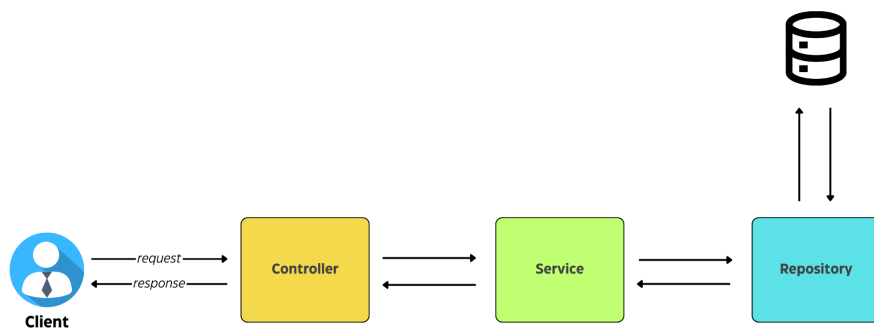 request
response
Controller
Service
Repository
Client